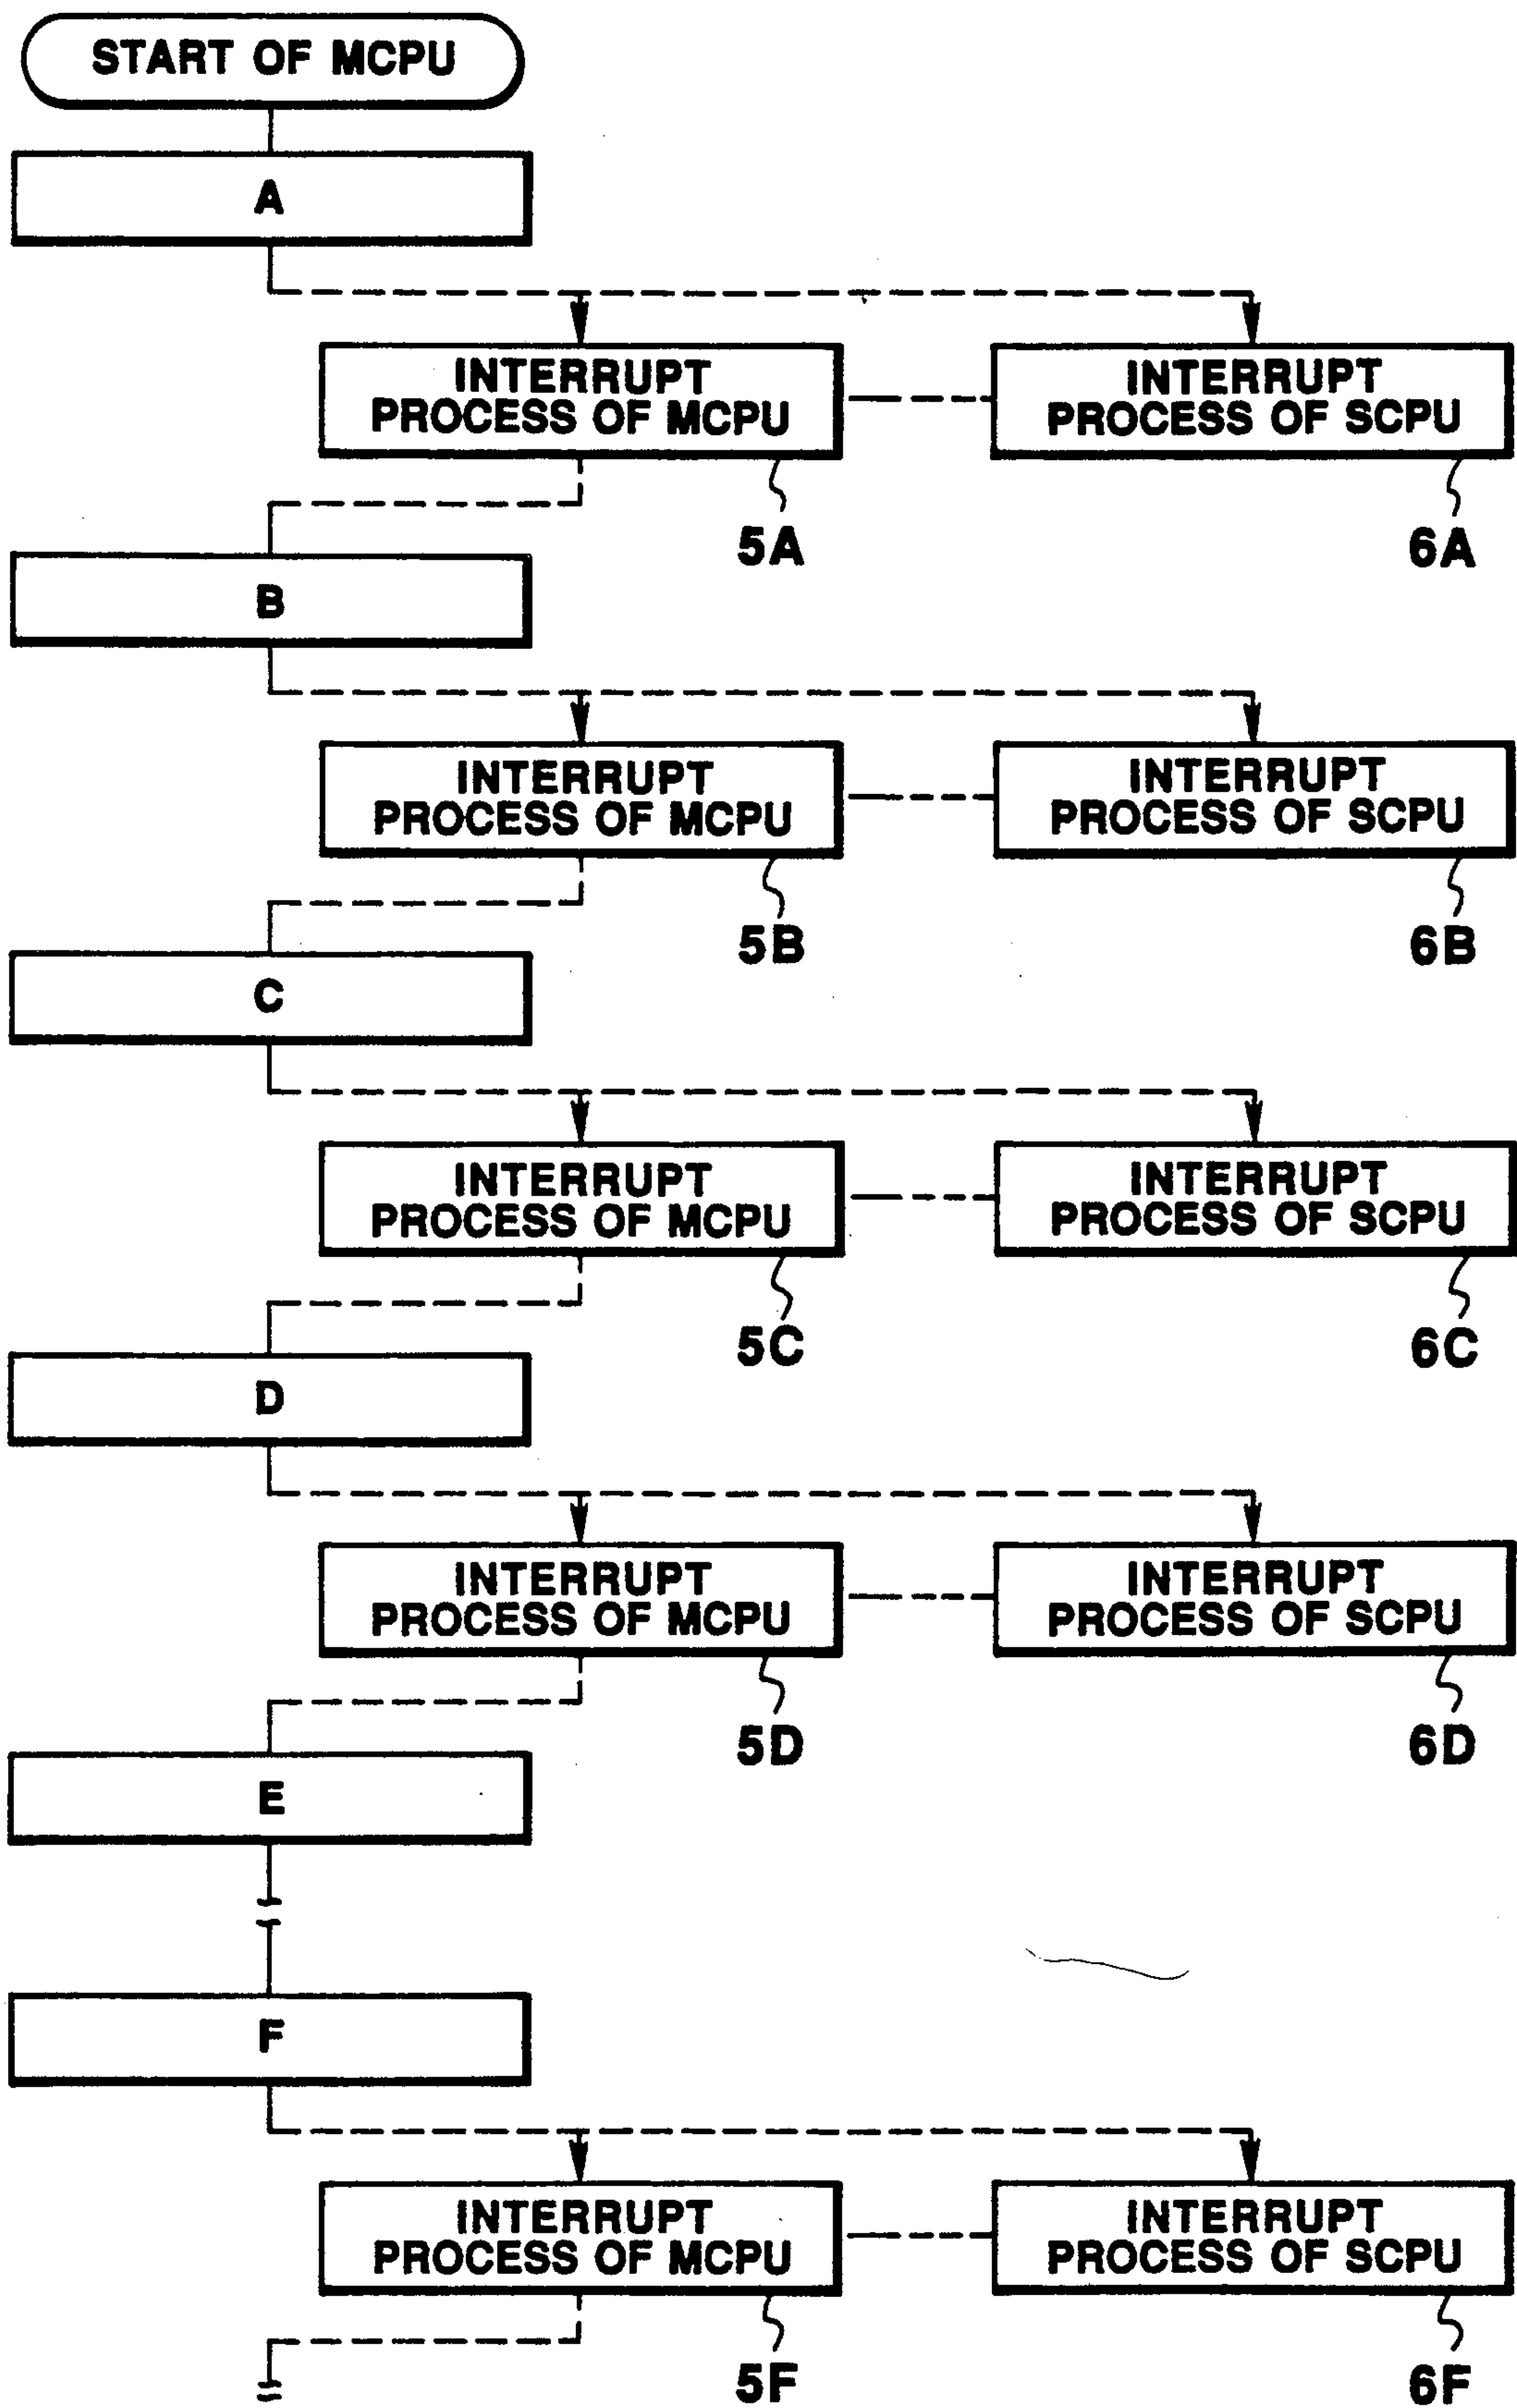 START OF MCPU
A
INTERRUPT
PROCESS OF MCPU
INTERRUPT
PROCESS OF SCPU
5A
6A
B
INTERRUPT
PROCESS OF MCPU
INTERRUPT
PROCESS OF SCPU
5B
6B
C
INTERRUPT
PROCESS OF MCPU
INTERRUPT
PROCESS OF SCPU
5C
6C
D
INTERRUPT
PROCESS OF MCPU
INTERRUPT
PROCESS OF SCPU
5D
6D
E
F
INTERRUPT
PROCESS OF MCPU
INTERRUPT
PROCESS OF SCPU
5F
6F